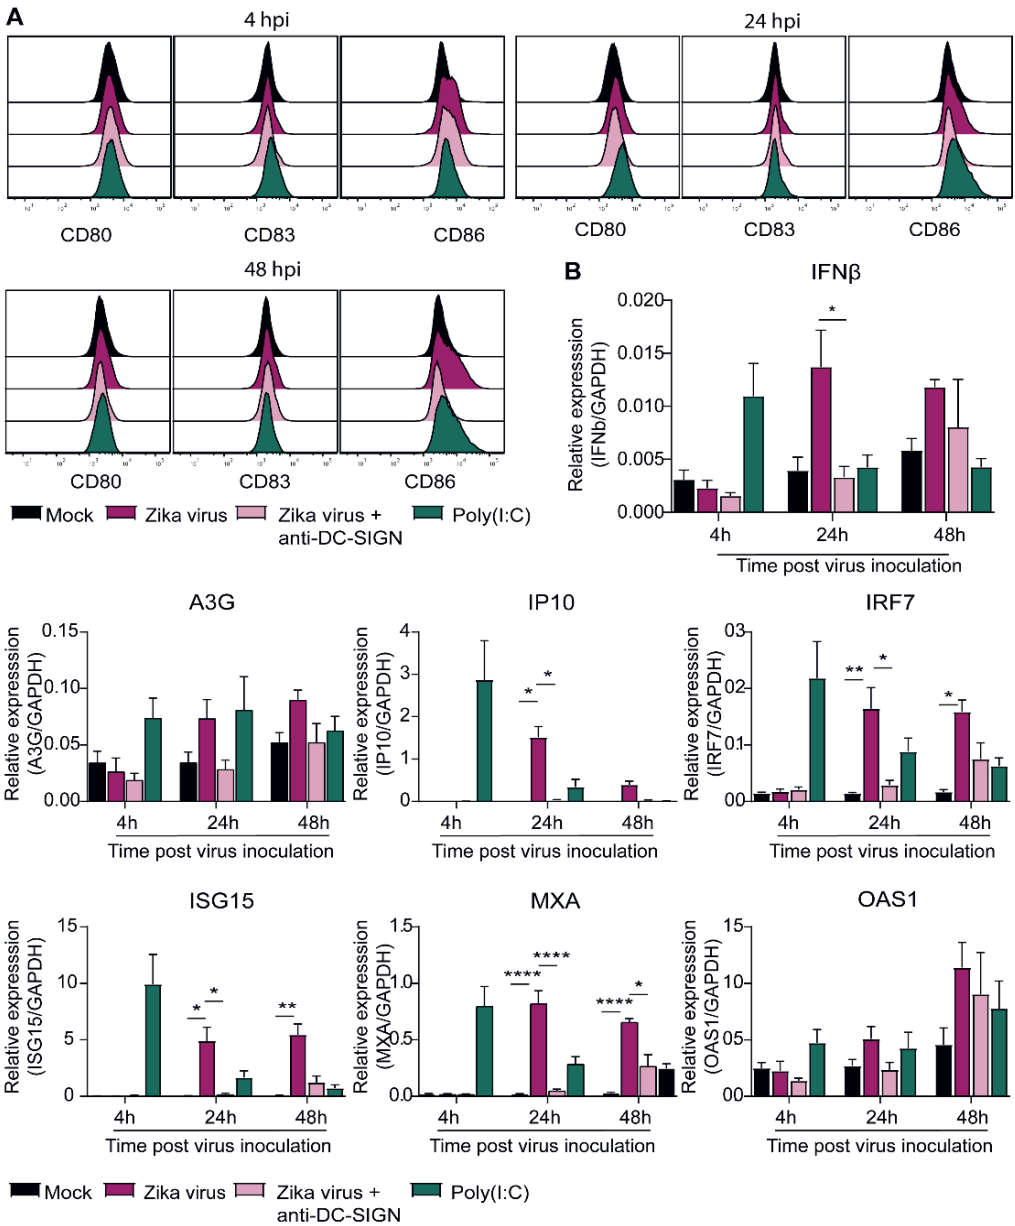 A
4 hpi
24 hpi
CD80
CD83
CD86
CD80
CD83
CD86
48 hpi
CD80
CD83
CD86
Mock
Zika virus
Zika virus +
anti-DC-SIGN
Poly(I:C)
B
IFNβ
Relative expresssion
(IFNb/GAPDH)
0.020
0.015
0.010
0.005
0.000
*
4h
24h
48h
Time post virus inoculation
A3G
Relative expresssion
(A3G/GAPDH)
0.15
0.10
0.05
0.00
4h
24h
48h
Time post virus inoculation
IP10
Relative expresssion
(IP10/GAPDH)
4
3
2
1
0
*
*
4h
24h
48h
Time post virus inoculation
IRF7
Relative expresssion
(IRF7/GAPDH)
03
02
01
00
**
*
*
4h
24h
48h
Time post virus inoculation
ISG15
Relative expresssion
(ISG15/GAPDH)
15
10
5
0
*
*
**
4h
24h
48h
Time post virus inoculation
MXA
Relative expresssion
(MXA/GAPDH)
1.5
1.0
0.5
0.0
****
****
****
*
4h
24h
48h
Time post virus inoculation
OAS1
Relative expresssion
(OAS1/GAPDH)
15
10
05
00
4h
24h
48h
Time post virus inoculation
Mock
Zika virus
Zika virus +
anti-DC-SIGN
Poly(I:C)